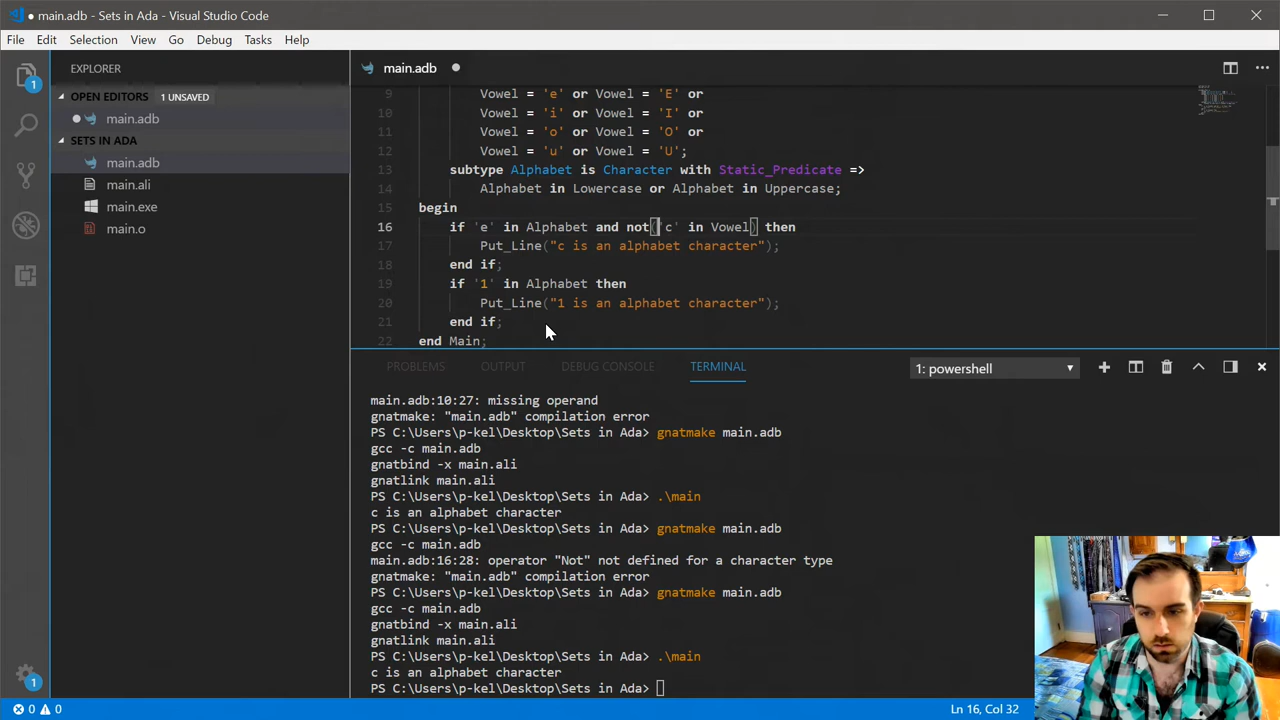 main.adb - Sets in Ada - Visual Studio Code
File Edit Selection View Go Debug Tasks Help
EXPLORER
OPEN EDITORS 1 UNSAVED
main.adb
SETS IN ADA
main.adb
main.ali
main.exe
main.o
1
1
main.adb
9 Vowel = 'e' or Vowel = 'E' or
10 Vowel = 'i' or Vowel = 'I' or
11 Vowel = 'o' or Vowel = 'O' or
12 Vowel = 'u' or Vowel = 'U';
13 subtype Alphabet is Character with Static_Predicate =>
14 Alphabet in Lowercase or Alphabet in Uppercase;
15 begin
16 if 'e' in Alphabet and not('c' in Vowel) then
17 Put_Line("c is an alphabet character");
18 end if;
19 if '1' in Alphabet then
20 Put_Line("1 is an alphabet character");
21 end if;
22 end Main;
PROBLEMS OUTPUT DEBUG CONSOLE TERMINAL 1: powershell
main.adb:10:27: missing operand
gnatmake: "main.adb" compilation error
PS C:\Users\p-kel\Desktop\Sets in Ada> gnatmake main.adb
gcc -c main.adb
gnatbind -x main.ali
gnatlink main.ali
PS C:\Users\p-kel\Desktop\Sets in Ada> .\main
c is an alphabet character
PS C:\Users\p-kel\Desktop\Sets in Ada> gnatmake main.adb
gcc -c main.adb
main.adb:16:28: operator "Not" not defined for a character type
gnatmake: "main.adb" compilation error
PS C:\Users\p-kel\Desktop\Sets in Ada> gnatmake main.adb
gcc -c main.adb
gnatbind -x main.ali
gnatlink main.ali
PS C:\Users\p-kel\Desktop\Sets in Ada> .\main
c is an alphabet character
PS C:\Users\p-kel\Desktop\Sets in Ada>
0 0 Ln 16, Col 32